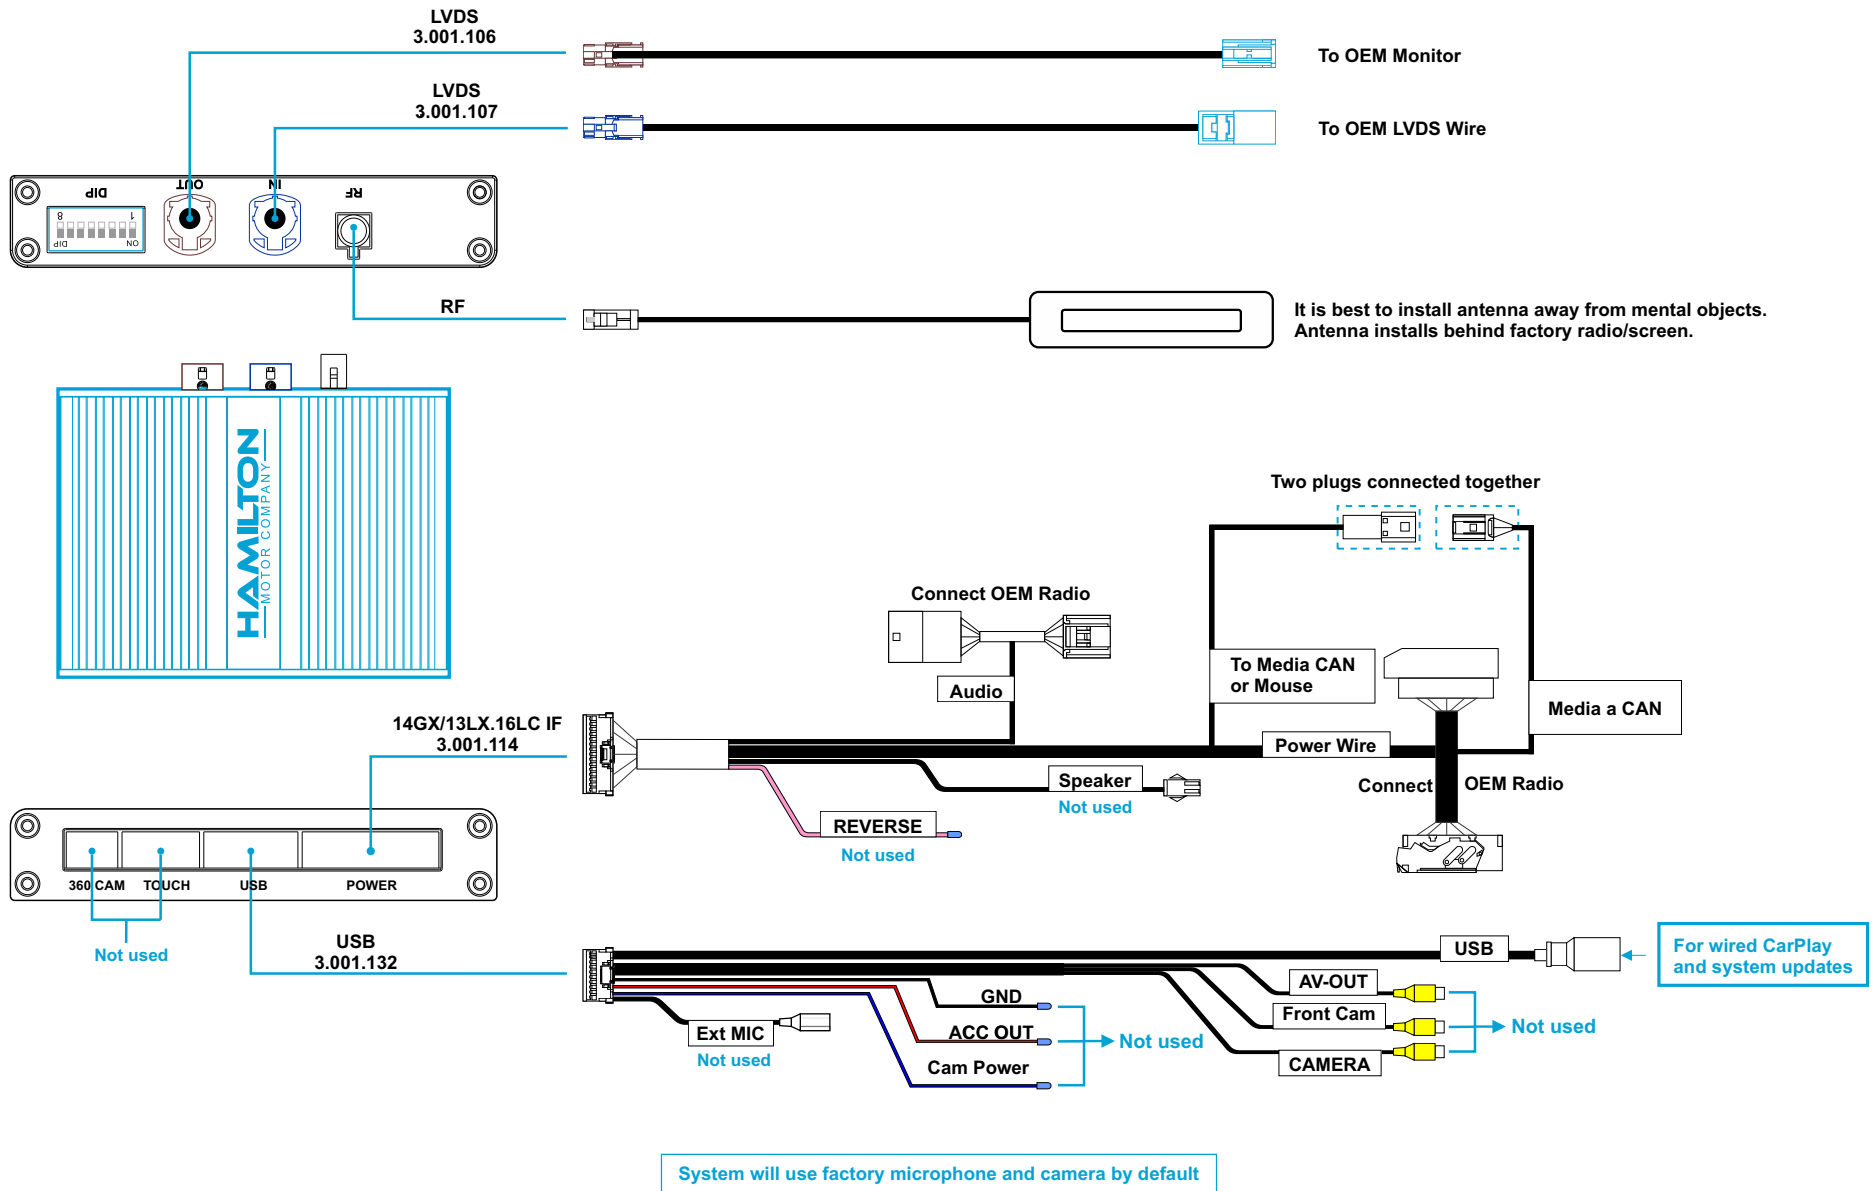 LVDS
3.001.106
To OEM Monitor
LVDS
3.001.107
To OEM LVDS Wire
DIP
OUT
IN
RF
8
1
DIP
ON
RF
It is best to install antenna away from mental objects.
Antenna installs behind factory radio/screen.
HAMILTON
MOTOR COMPANY
Two plugs connected together
Connect OEM Radio
Audio
To Media CAN
or Mouse
Media a CAN
14GX/13LX.16LC IF
3.001.114
Power Wire
Speaker
Not used
Connect
OEM Radio
REVERSE
Not used
360 CAM
TOUCH
USB
POWER
Not used
USB
3.001.132
USB
For wired CarPlay
and system updates
AV-OUT
GND
Front Cam
Ext MIC
Not used
ACC OUT
Not used
Not used
Cam Power
CAMERA
System will use factory microphone and camera by default